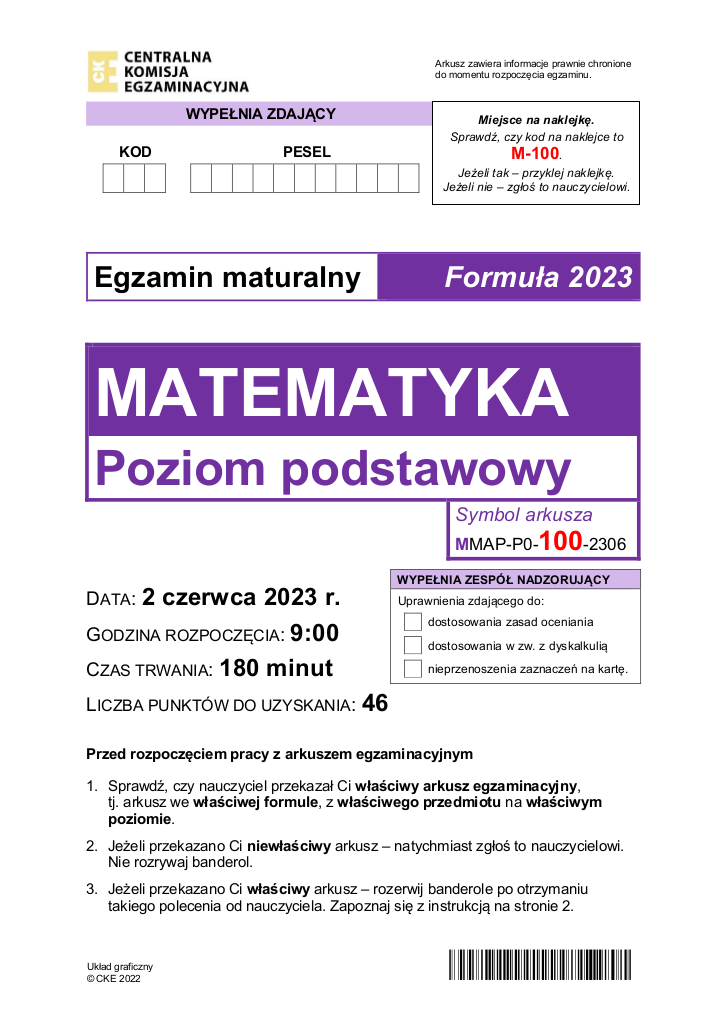 CKE
CENTRALNA
KOMISJA
EGZAMINACYJNA
Arkusz zawiera informacje prawnie chronione
do momentu rozpoczęcia egzaminu.
WYPEŁNIA ZDAJĄCY
KOD
PESEL
Miejsce na naklejkę.
Sprawdź, czy kod na naklejce to
M-100.
Jeżeli tak – przyklej naklejkę.
Jeżeli nie – zgłoś to nauczycielowi.
Egzamin maturalny
Formuła 2023
MATEMATYKA
Poziom podstawowy
Symbol arkusza
MMAP-P0-100-2306
DATA: 2 czerwca 2023 r.
GODZINA ROZPOCZĘCIA: 9:00
CZAS TRWANIA: 180 minut
LICZBA PUNKTÓW DO UZYSKANIA: 46
WYPEŁNIA ZESPÓŁ NADZORUJĄCY
Uprawnienia zdającego do:
dostosowania zasad oceniania
dostosowania w zw. z dyskalkulią
nieprzenoszenia zaznaczeń na kartę.
Przed rozpoczęciem pracy z arkuszem egzaminacyjnym
1. Sprawdź, czy nauczyciel przekazał Ci właściwy arkusz egzaminacyjny,
tj. arkusz we właściwej formule, z właściwego przedmiotu na właściwym
poziomie.
2. Jeżeli przekazano Ci niewłaściwy arkusz – natychmiast zgłoś to nauczycielowi.
Nie rozrywaj banderol.
3. Jeżeli przekazano Ci właściwy arkusz – rozerwij banderole po otrzymaniu
takiego polecenia od nauczyciela. Zapoznaj się z instrukcją na stronie 2.
Układ graficzny
© CKE 2022